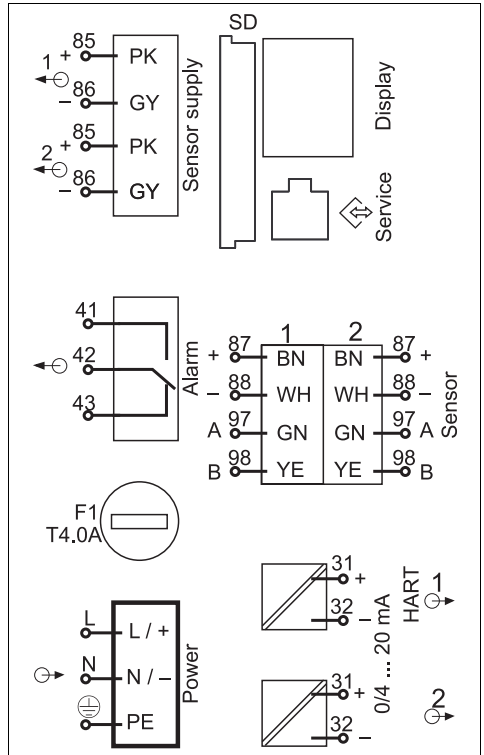 SD
Display
Service
Sensor supply
1
+ 85 PK
− 86 GY
2
+ 85 PK
− 86 GY
41
42
43
Alarm
1 2
+ 87 BN BN 87 +
− 88 WH WH 88 −
A 97 GN GN 97 A
B 98 YE YE 98 B
Sensor
F1
T4.0A
L L / +
N N / −
PE
Power
31 +
32 −
31 +
32 −
0/4 ... 20 mA
HART
1
2